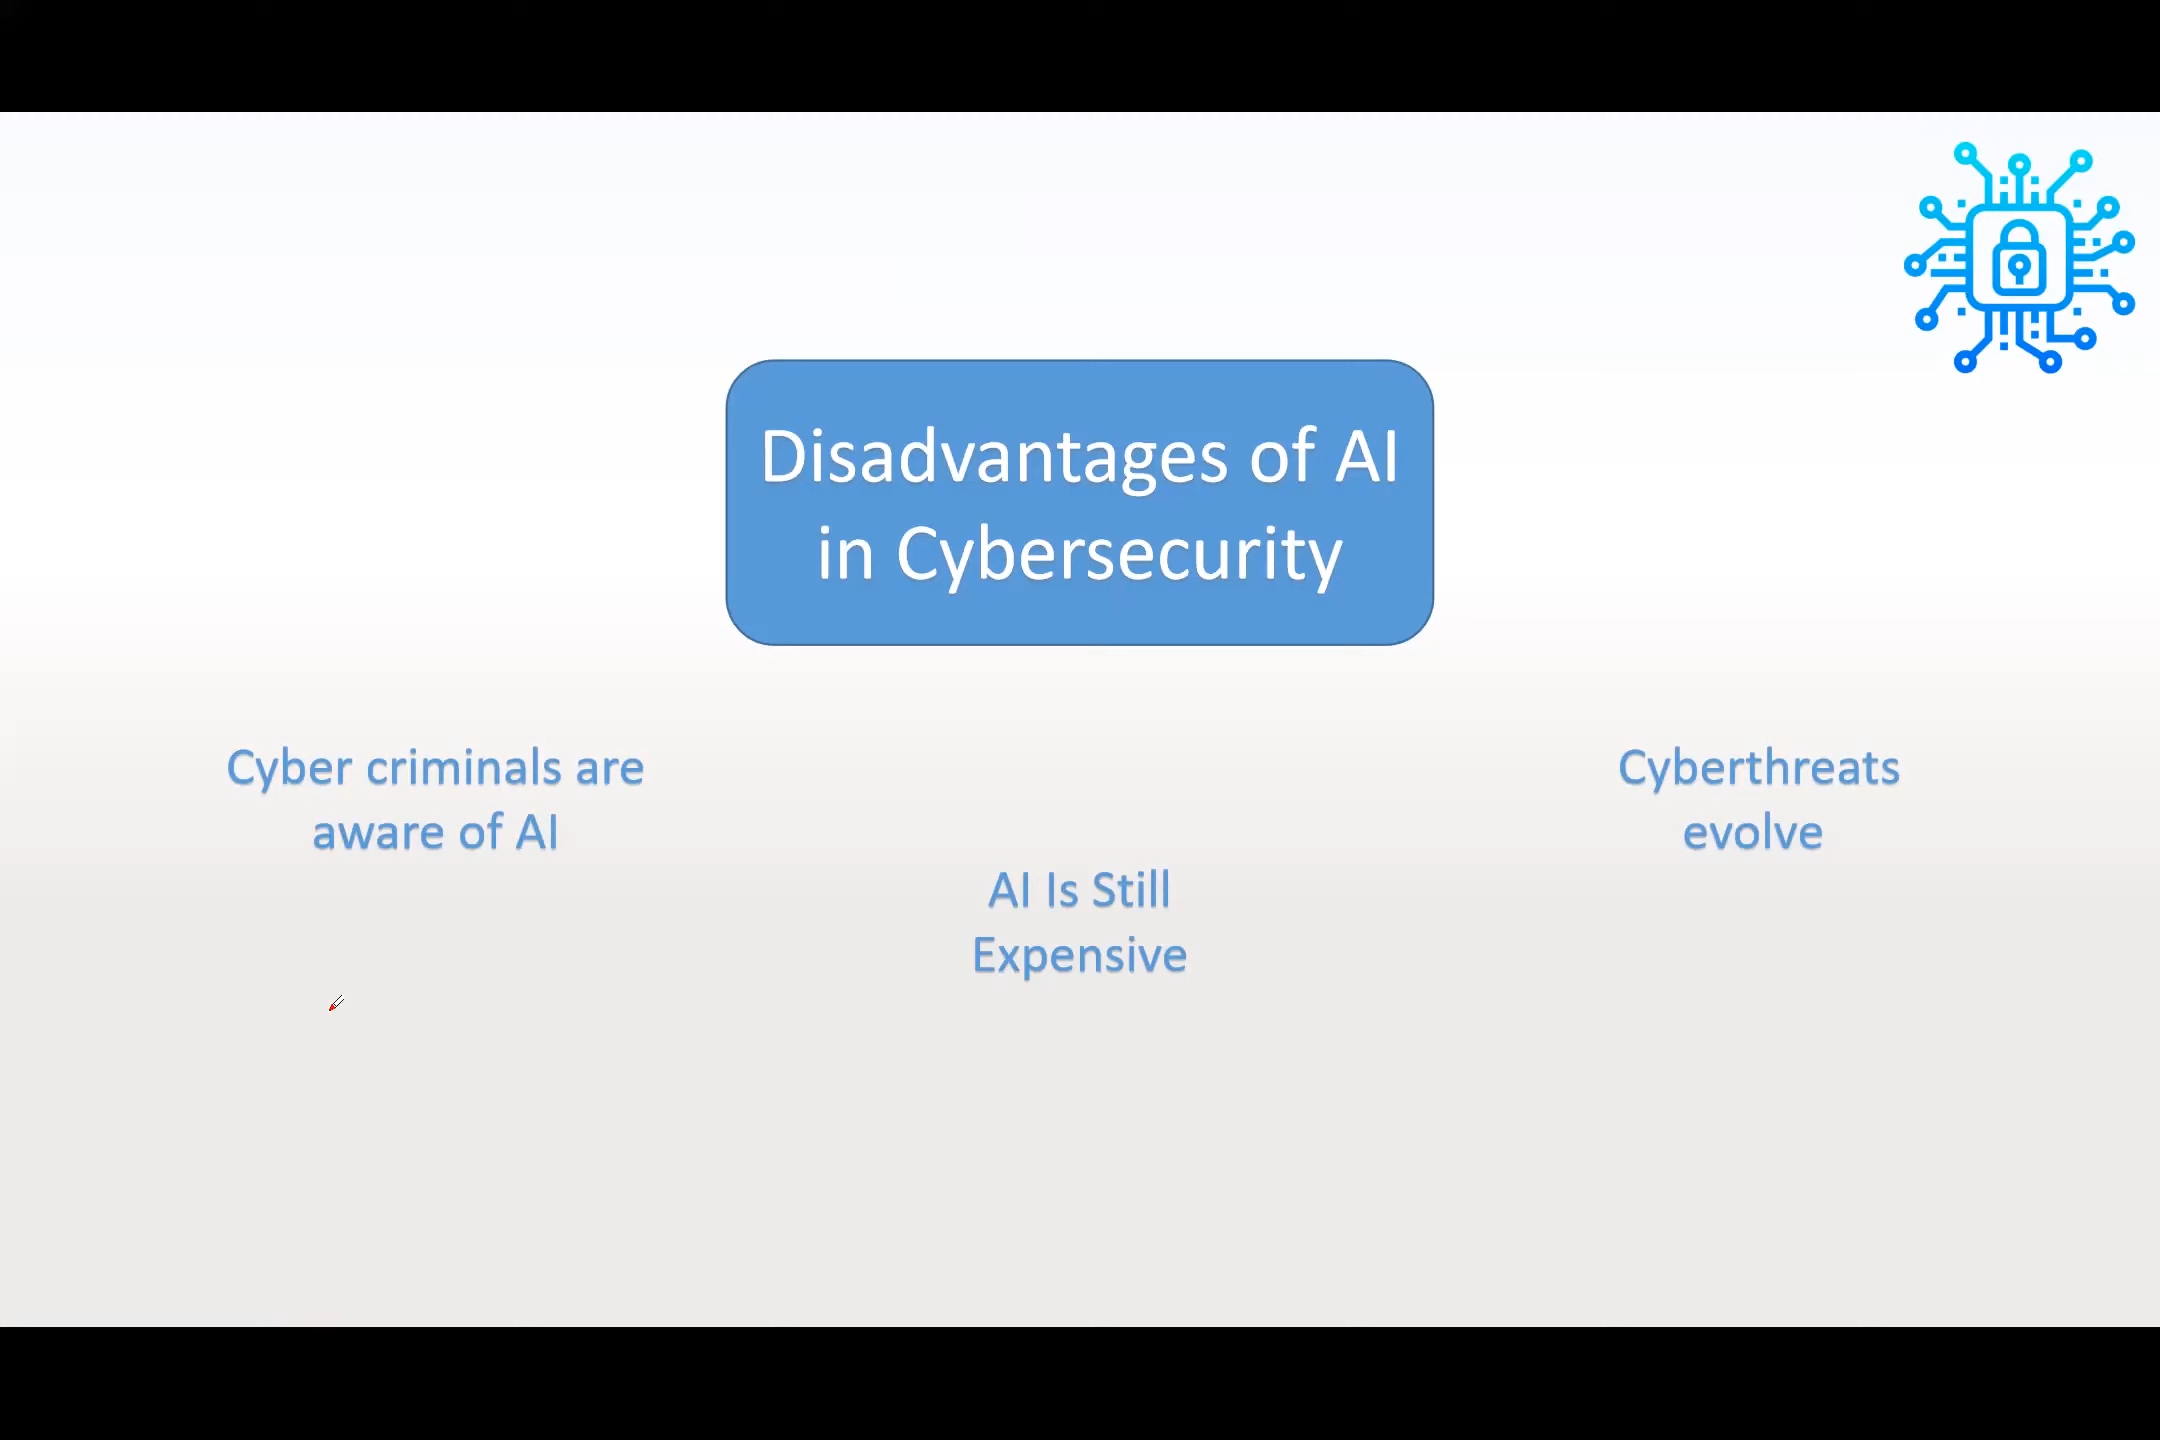 Disadvantages of AI
in Cybersecurity
Cyber criminals are
aware of AI
AI Is Still
Expensive
Cyberthreats
evolve